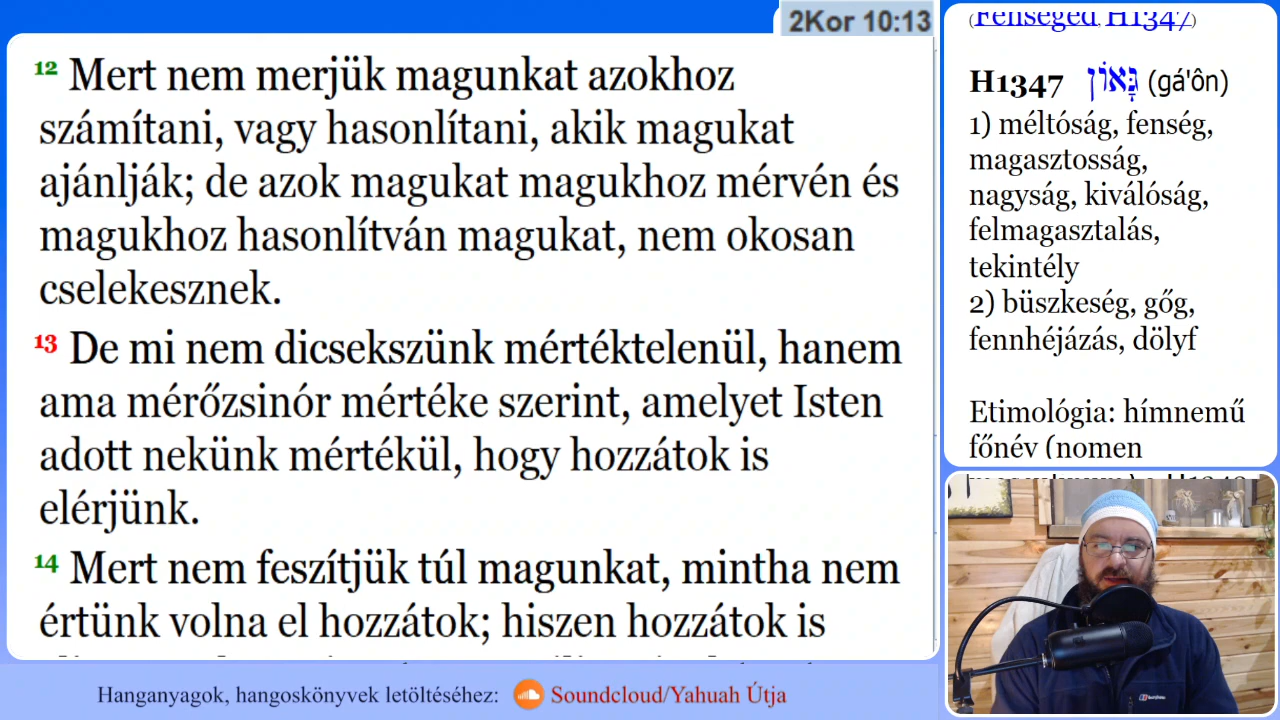 2Kor 10:13
12 Mert nem merjük magunkat azokhoz
számítani, vagy hasonlítani, akik magukat
ajánlják; de azok magukat magukhoz mérvén és
magukhoz hasonlítván magukat, nem okosan
cselekesznek.
13 De mi nem dicsekszünk mértéktelenül, hanem
ama mérőzsinór mértéke szerint, amelyet Isten
adott nekünk mértékül, hogy hozzátok is
elérjünk.
14 Mert nem feszítjük túl magunkat, mintha nem
értünk volna el hozzátok; hiszen hozzátok is
(Fenséged, H1347)
H1347 גָּאוֹן (gá'ôn)
1) méltóság, fenség,
magasztosság,
nagyság, kiválóság,
felmagasztalás,
tekintély
2) büszkeség, gőg,
fennhéjázás, dölyf
Etimológia: hímnemű
főnév (nomen
Hanganyagok, hangoskönyvek letöltéséhez: Soundcloud/Yahuah Útja